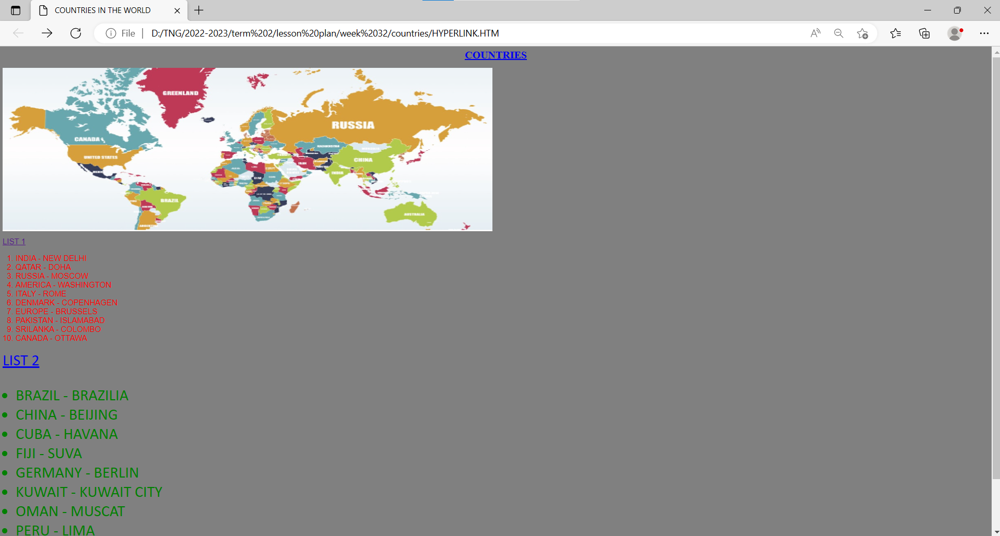 COUNTRIES IN THE WORLD
File
D:/TNG/2022-2023/term%202/lesson%20plan/week%2032/countries/HYPERLINK.HTM
COUNTRIES
GREENLAND
RUSSIA
CANADA
KAZAKHSTAN
UNITED STATES
CHINA
IRAN
INDIA
BRAZIL
AUSTRALIA
LIST 1
1. INDIA - NEW DELHI
2. QATAR - DOHA
3. RUSSIA - MOSCOW
4. AMERICA - WASHINGTON
5. ITALY - ROME
6. DENMARK - COPENHAGEN
7. EUROPE - BRUSSELS
8. PAKISTAN - ISLAMABAD
9. SRILANKA - COLOMBO
10. CANADA - OTTAWA
LIST 2
• BRAZIL - BRAZILIA
• CHINA - BEIJING
• CUBA - HAVANA
• FIJI - SUVA
• GERMANY - BERLIN
• KUWAIT - KUWAIT CITY
• OMAN - MUSCAT
• PERU - LIMA